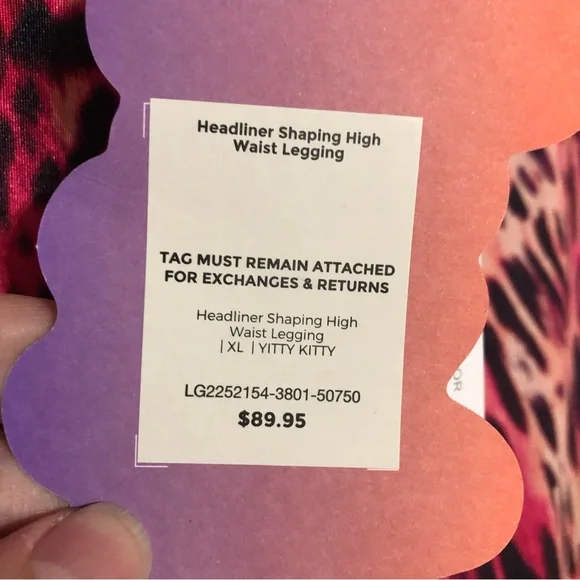 Headliner Shaping High
Waist Legging
TAG MUST REMAIN ATTACHED
FOR EXCHANGES & RETURNS
Headliner Shaping High
Waist Legging
| XL | YITTY KITTY
LG2252154-3801-50750
$89.95
OR